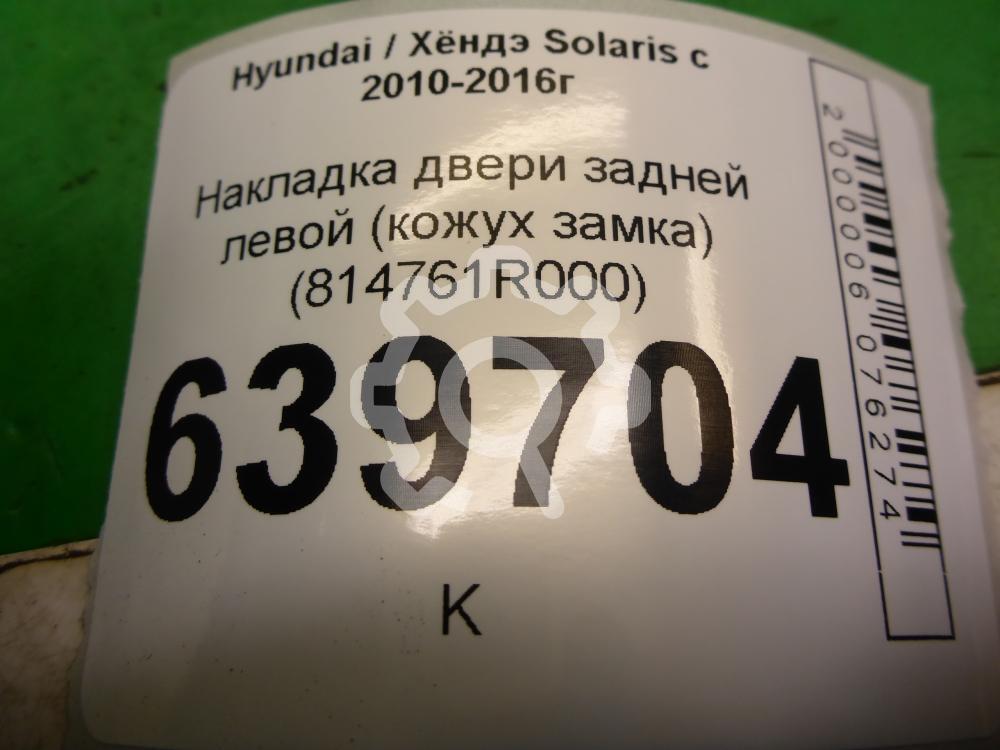 Hyundai / Хёндэ Solaris с
2010-2016г
Накладка двери задней
левой (кожух замка)
(814761R000)
639704
К
2000006076274